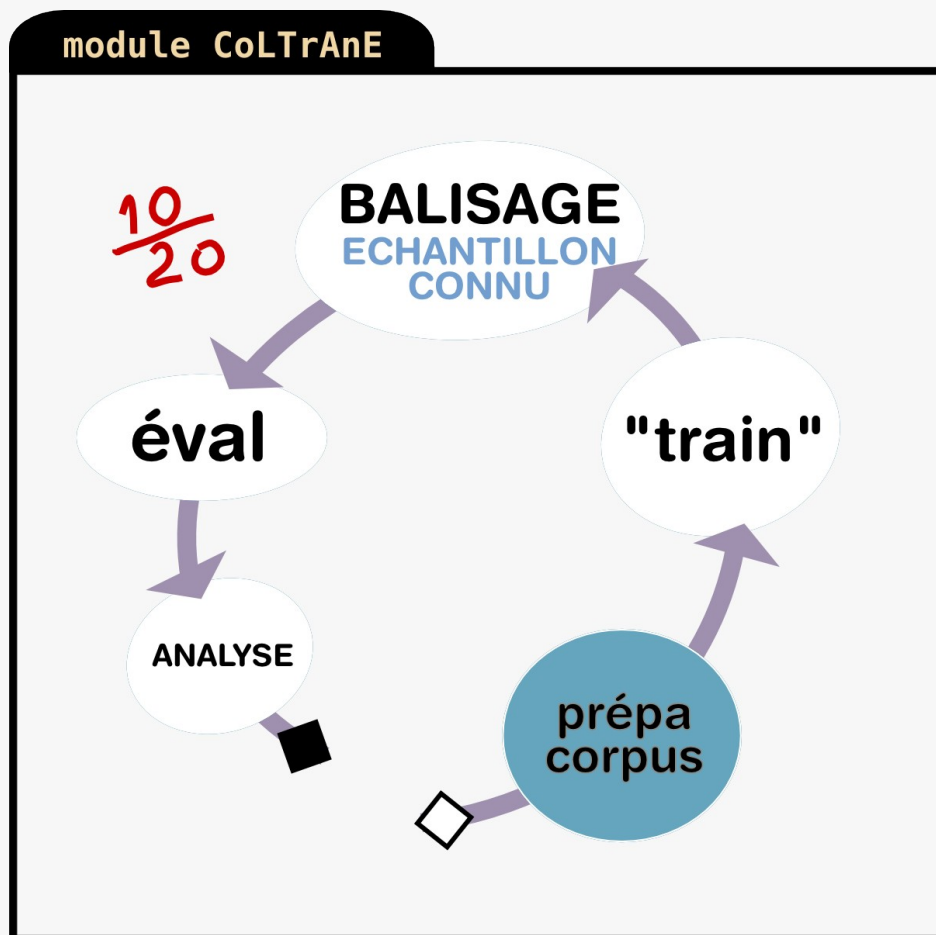 module CoLTrAnE
10
20
BALISAGE
ECHANTILLON
CONNU
éval
"train"
ANALYSE
prépa
corpus